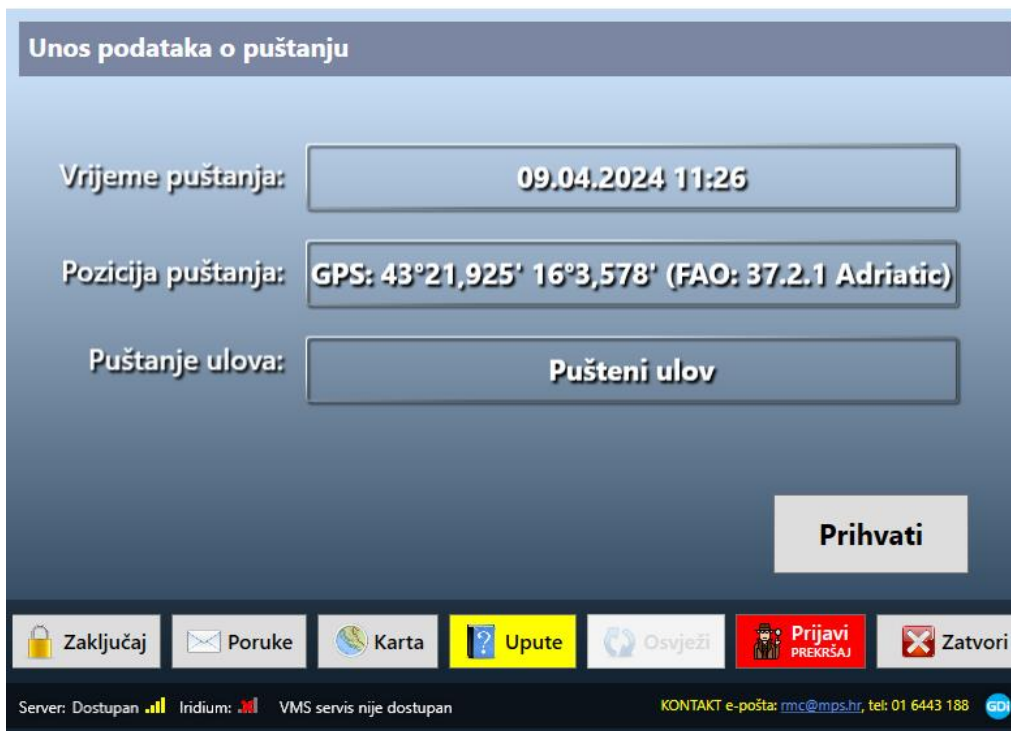 Unos podataka o puštanju
Vrijeme puštanja: 09.04.2024 11:26
Pozicija puštanja: GPS: 43°21,925' 16°3,578' (FAO: 37.2.1 Adriatic)
Puštanje ulova: Pušteni ulov
Prihvati
Zaključaj Poruke Karta Upute Osvježi Prijavi PREKRŠAJ Zatvori
Server: Dostupan Iridium: VMS servis nije dostupan KONTAKT e-pošta: rmc@mps.hr, tel: 01 6443 188 GDi